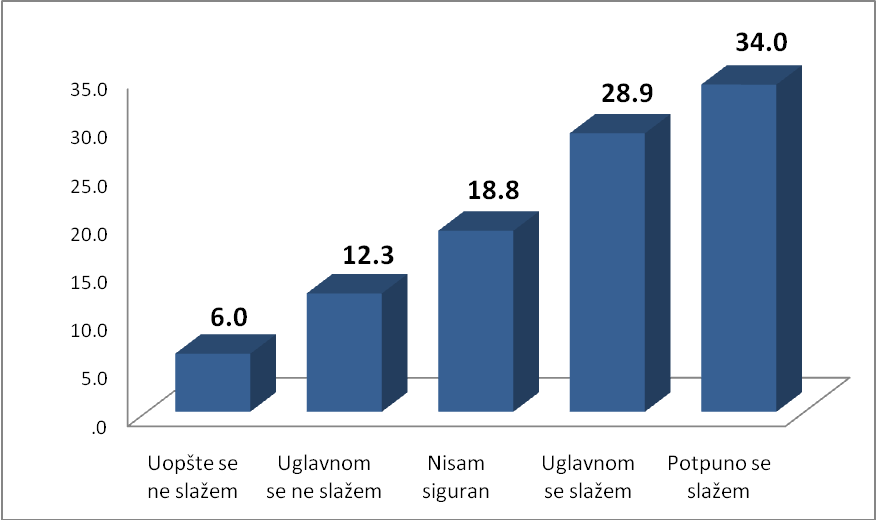 34.0
28.9
18.8
12.3
6.0
35.0
30.0
25.0
20.0
15.0
10.0
5.0
.0
Uopšte se
ne slažem
Uglavnom
se ne slažem
Nisam
siguran
Uglavnom
se slažem
Potpuno se
slažem